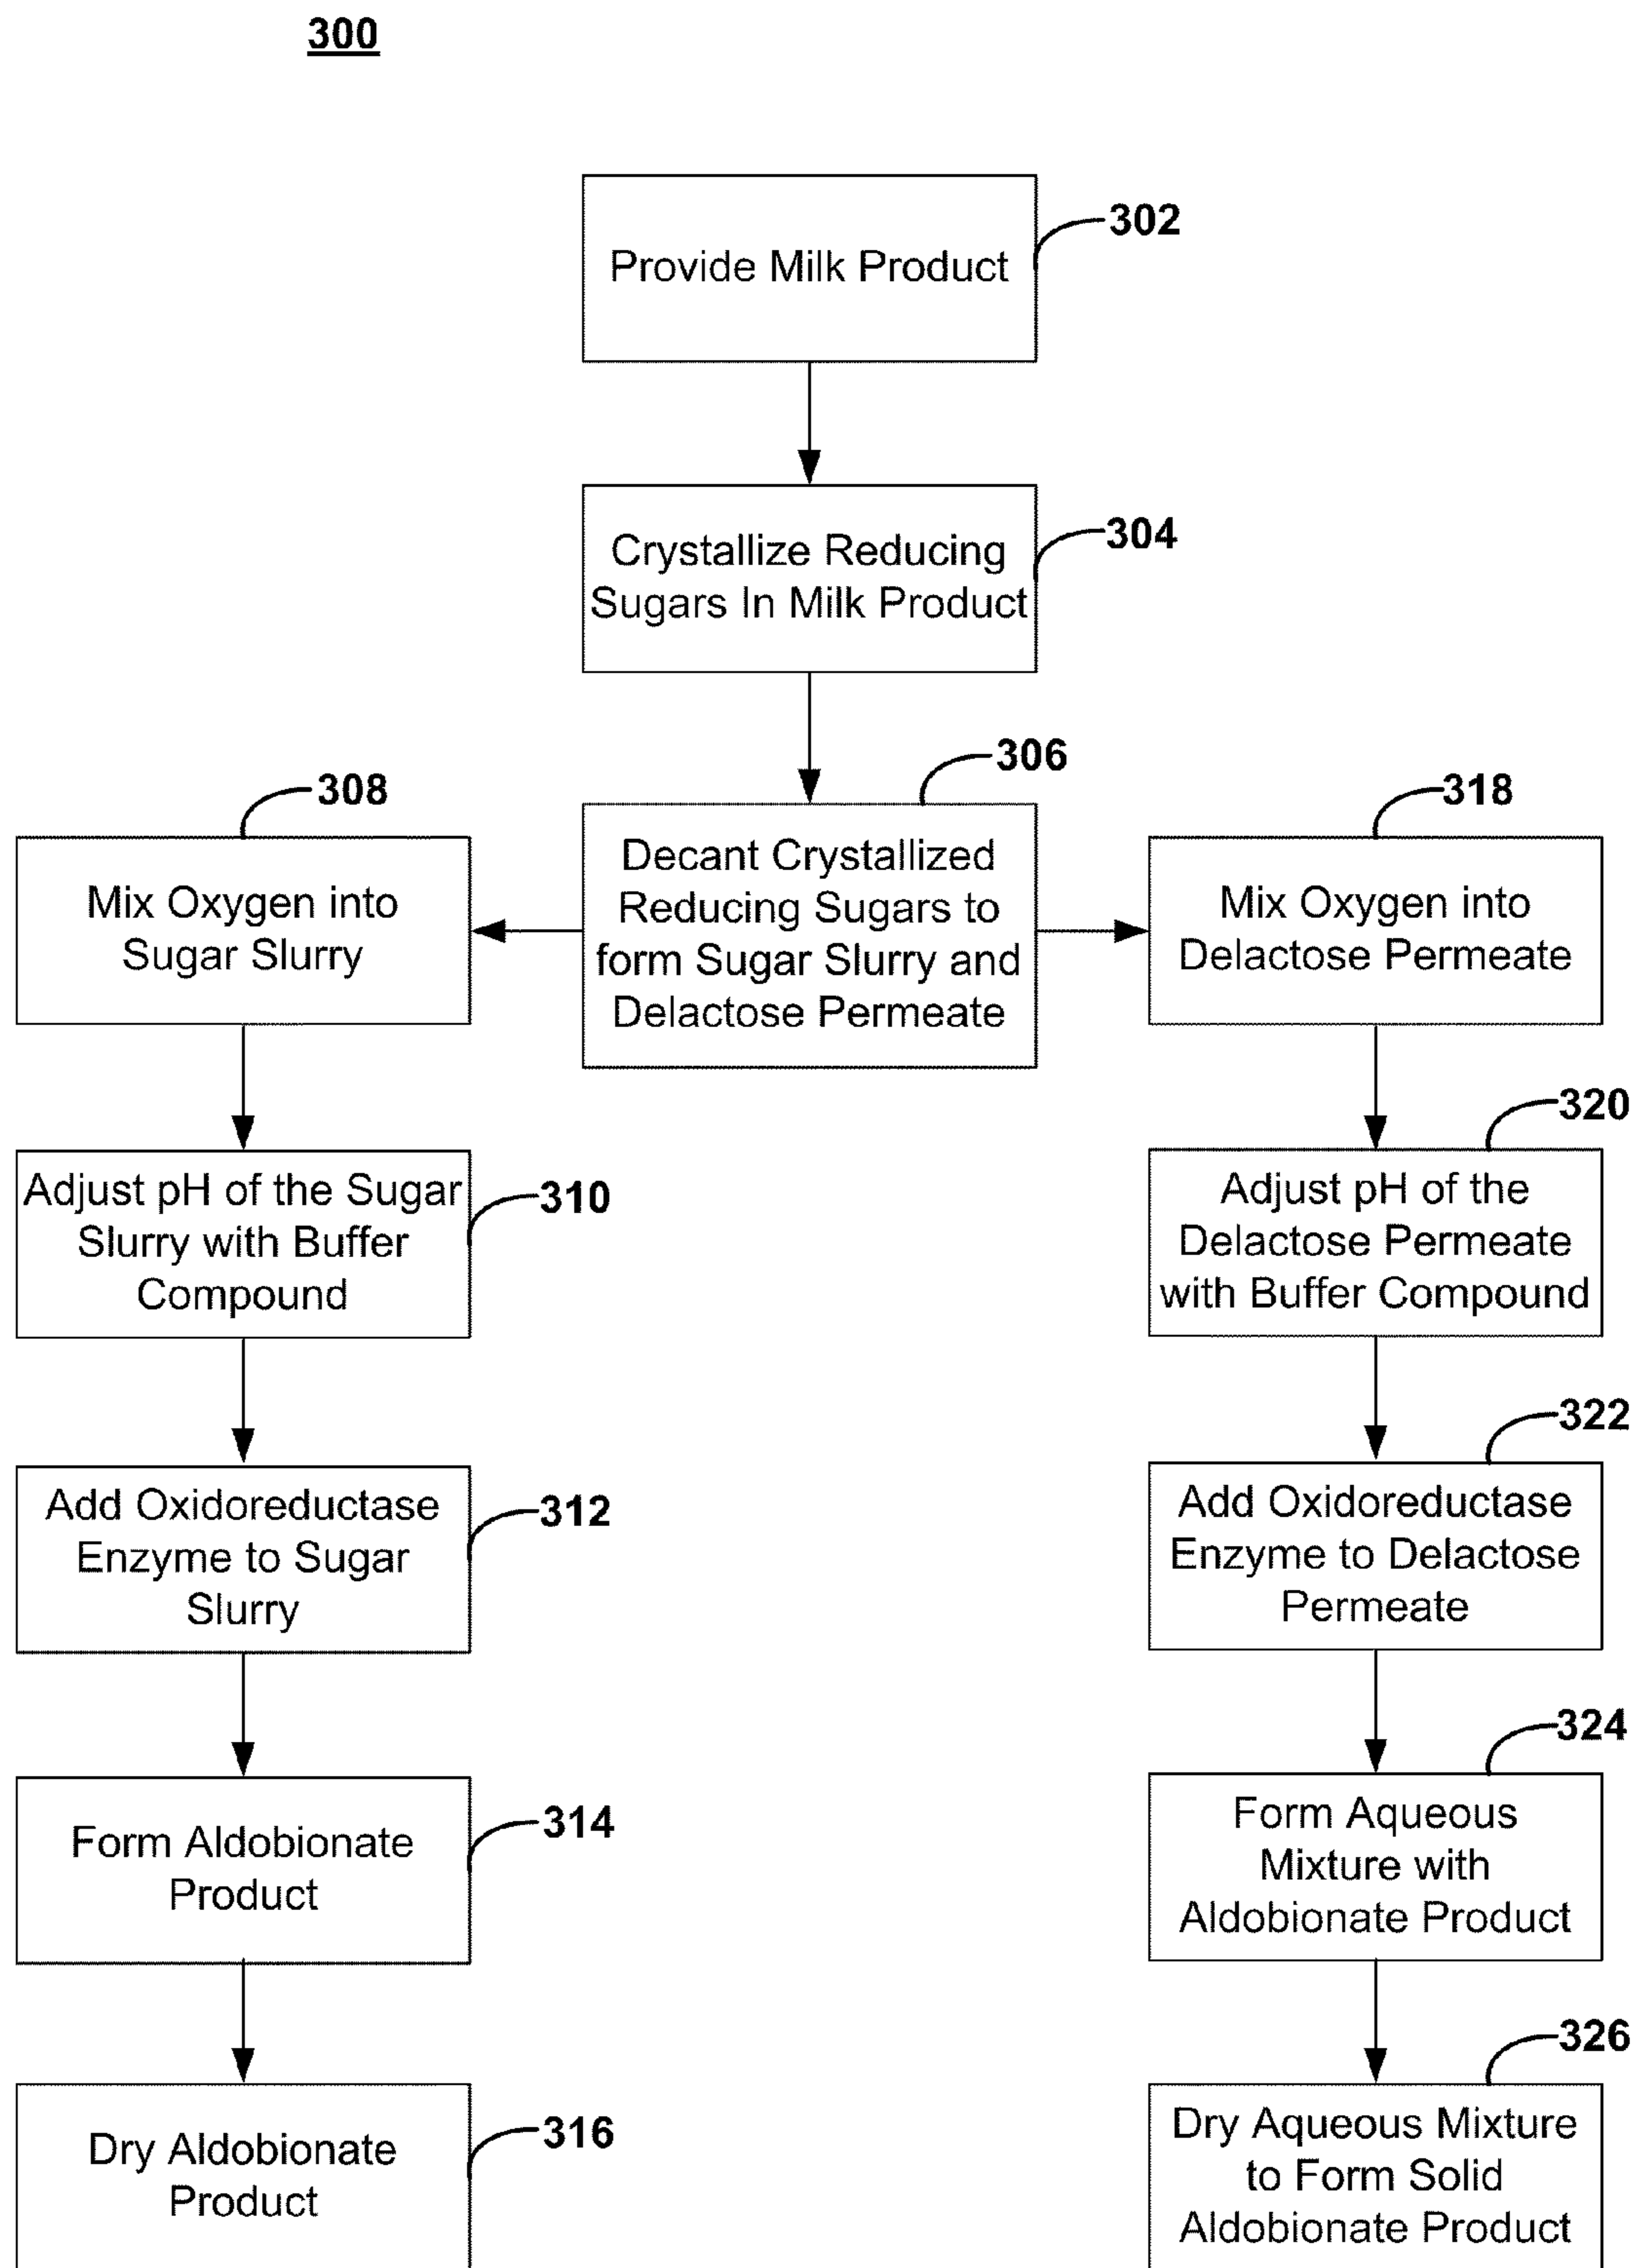 300
302
Provide Milk Product
304
Crystallize Reducing
Sugars In Milk Product
306
Decant Crystallized
Reducing Sugars to
form Sugar Slurry and
Delactose Permeate
308
Mix Oxygen into
Sugar Slurry
310
Adjust pH of the Sugar
Slurry with Buffer
Compound
312
Add Oxidoreductase
Enzyme to Sugar
Slurry
314
Form Aldobionate
Product
316
Dry Aldobionate
Product
318
Mix Oxygen into
Delactose Permeate
320
Adjust pH of the
Delactose Permeate
with Buffer Compound
322
Add Oxidoreductase
Enzyme to Delactose
Permeate
324
Form Aqueous
Mixture with
Aldobionate Product
326
Dry Aqueous Mixture
to Form Solid
Aldobionate Product